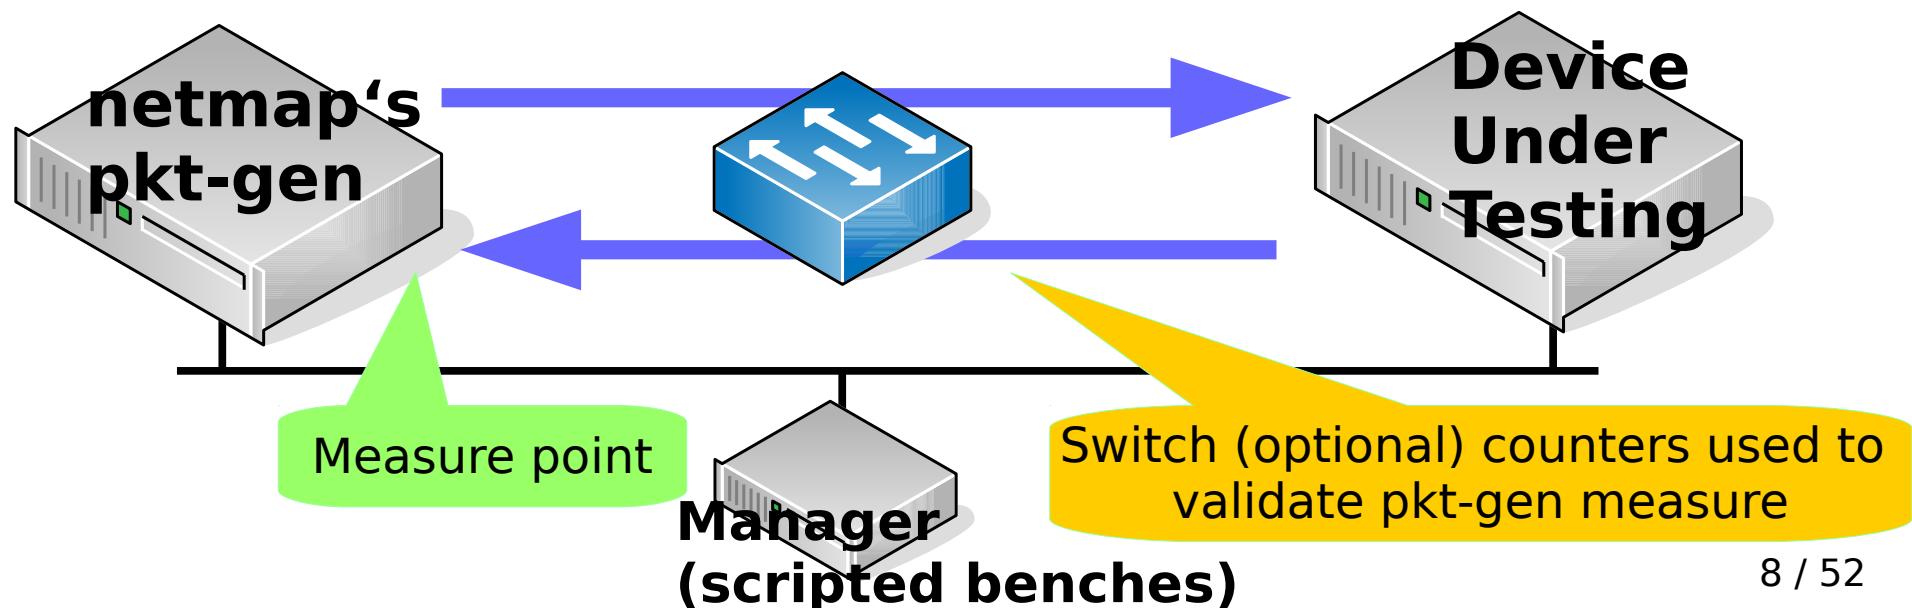 netmap‘s
pkt-gen
Device
Under
Testing
Measure point
Switch (optional) counters used to
validate pkt-gen measure
Manager
(scripted benches)
8 / 52